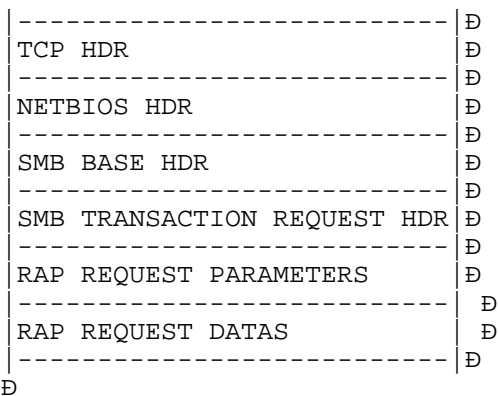 |---------------------------|Ð
|TCP HDR                    |Ð
|---------------------------|Ð
|NETBIOS HDR                |Ð
|---------------------------|Ð
|SMB BASE HDR               |Ð
|---------------------------|Ð
|SMB TRANSACTION REQUEST HDR|Ð
|---------------------------|Ð
|RAP REQUEST PARAMETERS     |Ð
|---------------------------| Ð
|RAP REQUEST DATAS          | Ð
|---------------------------|Ð
Ð